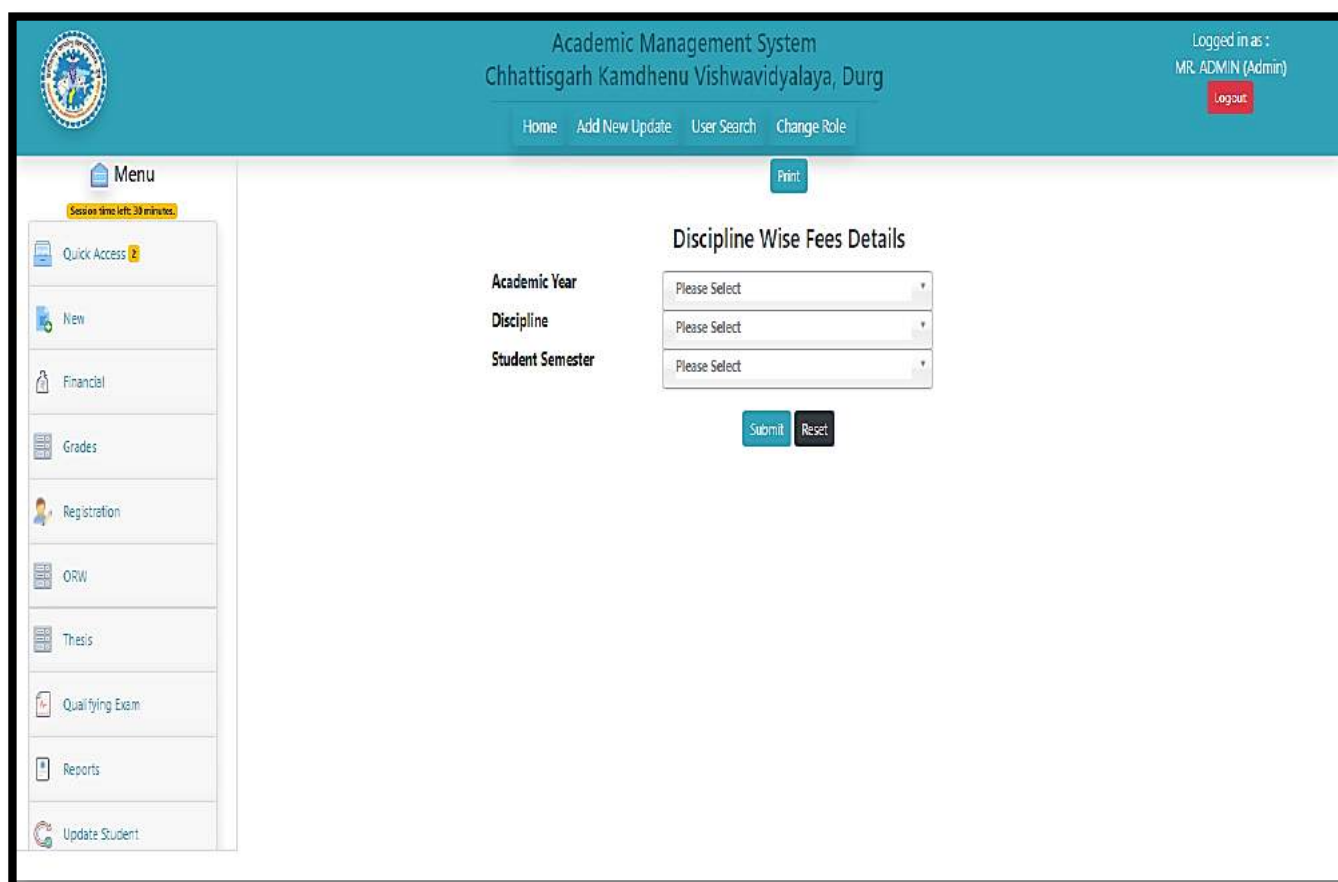 Academic Management System
Chhattisgarh Kamdhenu Vishwavidyalaya, Durg
Logged in as :
MR. ADMIN (Admin)
Logout
Home Add New Update User Search Change Role
Menu
Session time left: 30 minutes.
Quick Access 2
New
Financial
Grades
Registration
ORW
Thesis
Qualifying Exam
Reports
Update Student
Print
Discipline Wise Fees Details
Academic Year Please Select
Discipline Please Select
Student Semester Please Select
Submit Reset